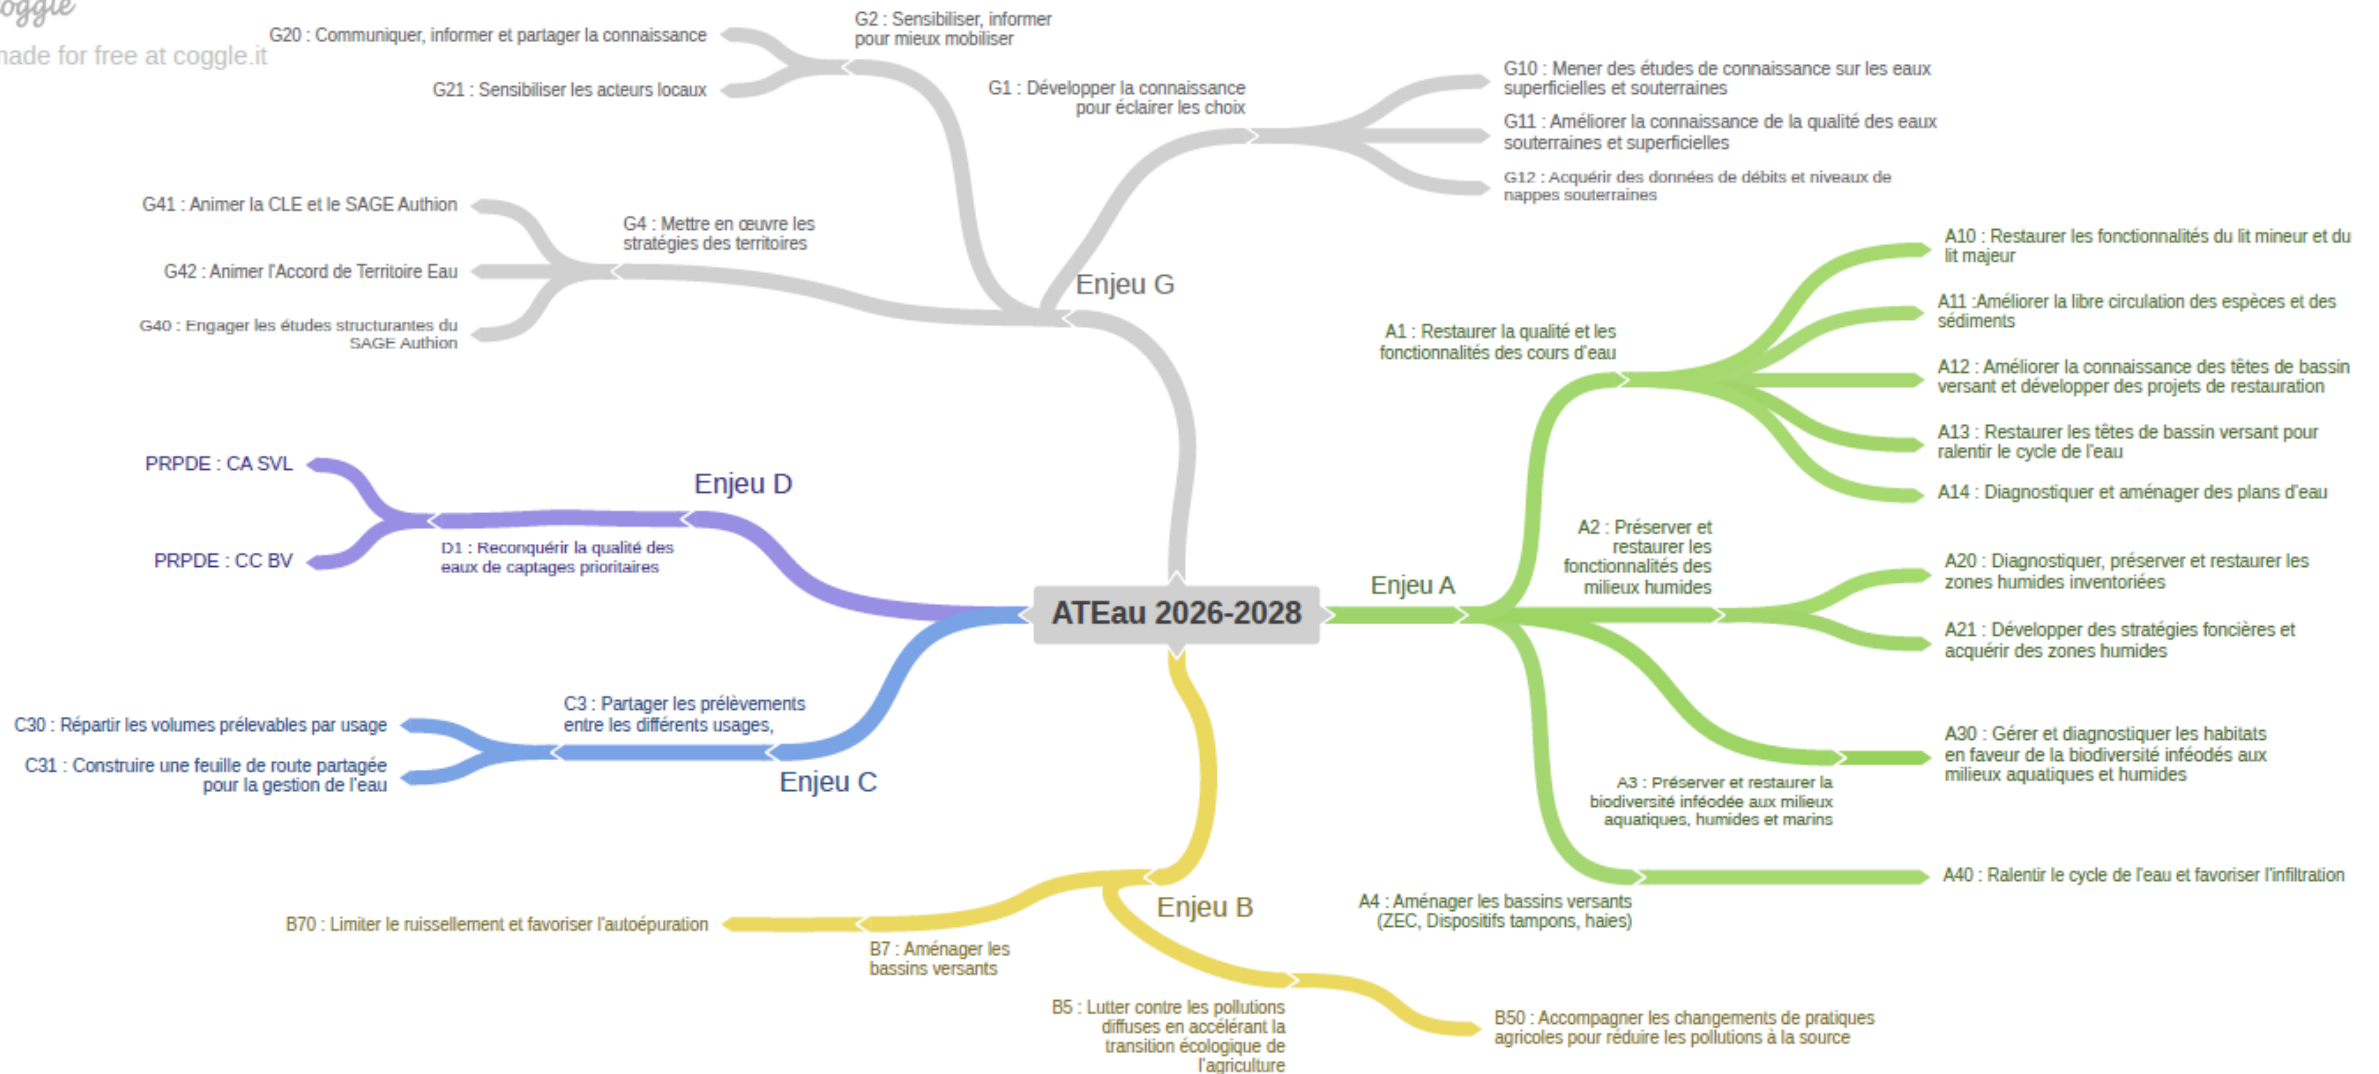 made for free at coggle.it
G20 : Communiquer, informer et partager la connaissance
G21 : Sensibiliser les acteurs locaux
G2 : Sensibiliser, informer
pour mieux mobiliser
G1 : Développer la connaissance
pour éclairer les choix
G10 : Mener des études de connaissance sur les eaux
superficielles et souterraines
G11 : Améliorer la connaissance de la qualité des eaux
souterraines et superficielles
G12 : Acquérir des données de débits et niveaux de
nappes souterraines
G41 : Animer la CLE et le SAGE Authion
G42 : Animer l'Accord de Territoire Eau
G40 : Engager les études structurantes du
SAGE Authion
G4 : Mettre en œuvre les
stratégies des territoires
Enjeu G
A10 : Restaurer les fonctionnalités du lit mineur et du
lit majeur
A11 :Améliorer la libre circulation des espèces et des
sédiments
A12 : Améliorer la connaissance des têtes de bassin
versant et développer des projets de restauration
A13 : Restaurer les têtes de bassin versant pour
ralentir le cycle de l'eau
A14 : Diagnostiquer et aménager des plans d'eau
A1 : Restaurer la qualité et les
fonctionnalités des cours d'eau
PRPDE : CA SVL
PRPDE : CC BV
Enjeu D
D1 : Reconquérir la qualité des
eaux de captages prioritaires
A2 : Préserver et
restaurer les
fonctionnalités des
milieux humides
A20 : Diagnostiquer, préserver et restaurer les
zones humides inventoriées
A21 : Développer des stratégies foncières et
acquérir des zones humides
ATEau 2026-2028
Enjeu A
C30 : Répartir les volumes prélevables par usage
C31 : Construire une feuille de route partagée
pour la gestion de l'eau
C3 : Partager les prélèvements
entre les différents usages,
Enjeu C
A30 : Gérer et diagnostiquer les habitats
en faveur de la biodiversité inféodés aux
milieux aquatiques et humides
A3 : Préserver et restaurer la
biodiversité inféodée aux milieux
aquatiques, humides et marins
A40 : Ralentir le cycle de l'eau et favoriser l'infiltration
A4 : Aménager les bassins versants
(ZEC, Dispositifs tampons, haies)
Enjeu B
B70 : Limiter le ruissellement et favoriser l'autoépuration
B7 : Aménager les
bassins versants
B5 : Lutter contre les pollutions
diffuses en accélérant la
transition écologique de
l'agriculture
B50 : Accompagner les changements de pratiques
agricoles pour réduire les pollutions à la source